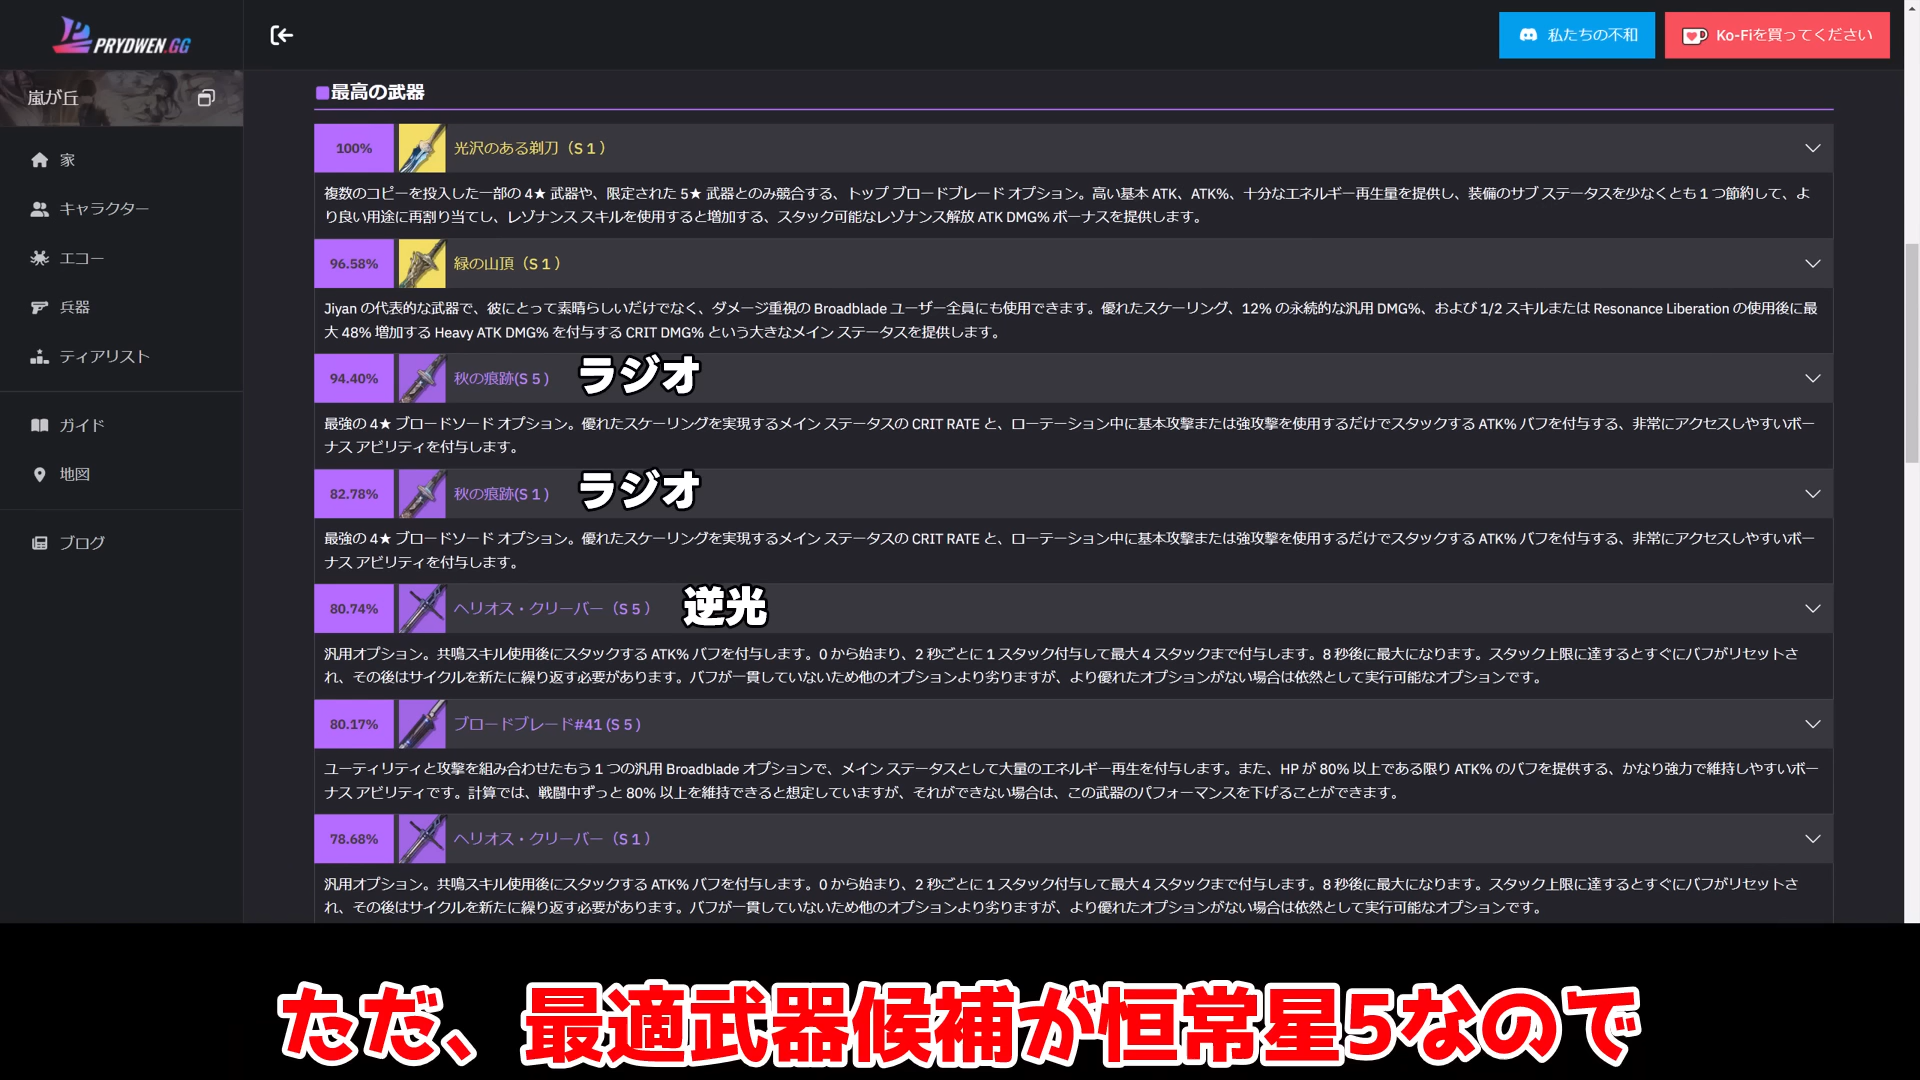 PRYDWEN.GG
私たちの不和
Ko-Fiを買ってください
嵐が丘
家
キャラクター
エコー
兵器
ティアリスト
ガイド
地図
ブログ
最高の武器
100%
光沢のある剃刀（S 1 ）
複数のコピーを投入した一部の 4★ 武器や、限定された 5★ 武器とのみ競合する、トップ ブロードブレード オプション。高い基本 ATK、ATK%、十分なエネルギー再生量を提供し、装備のサブ ステータスを少なくとも 1 つ節約して、よ
り良い用途に再割り当てし、レゾナンス スキルを使用すると増加する、スタック可能なレゾナンス解放 ATK DMG% ボーナスを提供します。
96.58%
緑の山頂（S 1 ）
Jiyan の代表的な武器で、彼にとって素晴らしいだけでなく、ダメージ重視の Broadblade ユーザー全員にも使用できます。優れたスケーリング、12% の永続的な汎用 DMG%、および 1/2 スキルまたは Resonance Liberation の使用後に最
大 48% 増加する Heavy ATK DMG% を付与する CRIT DMG% という大きなメイン ステータスを提供します。
94.40%
秋の痕跡(S 5 )
ラジオ
最強の 4★ ブロードソード オプション。優れたスケーリングを実現するメイン ステータスの CRIT RATE と、ローテーション中に基本攻撃または強攻撃を使用するだけでスタックする ATK% バフを付与する、非常にアクセスしやすいボー
ナス アビリティを付与します。
82.78%
秋の痕跡(S 1 )
ラジオ
最強の 4★ ブロードソード オプション。優れたスケーリングを実現するメイン ステータスの CRIT RATE と、ローテーション中に基本攻撃または強攻撃を使用するだけでスタックする ATK% バフを付与する、非常にアクセスしやすいボー
ナス アビリティを付与します。
80.74%
ヘリオス・クリーバー（S 5 ）
逆光
汎用オプション。共鳴スキル使用後にスタックする ATK% バフを付与します。0 から始まり、2 秒ごとに 1 スタック付与して最大 4 スタックまで付与します。8 秒後に最大になります。スタック上限に達するとすぐにバフがリセットさ
れ、その後はサイクルを新たに繰り返す必要があります。バフが一貫していないため他のオプションより劣りますが、より優れたオプションがない場合は依然として実行可能なオプションです。
80.17%
ブロードブレード#41 (S 5 )
ユーティリティと攻撃を組み合わせたもう 1 つの汎用 Broadblade オプションで、メイン ステータスとして大量のエネルギー再生を付与します。また、HP が 80% 以上である限り ATK% のバフを提供する、かなり強力で維持しやすいボー
ナス アビリティです。計算では、戦闘中ずっと 80% 以上を維持できると想定していますが、それができない場合は、この武器のパフォーマンスを下げることができます。
78.68%
ヘリオス・クリーバー（S 1 ）
汎用オプション。共鳴スキル使用後にスタックする ATK% バフを付与します。0 から始まり、2 秒ごとに 1 スタック付与して最大 4 スタックまで付与します。8 秒後に最大になります。スタック上限に達するとすぐにバフがリセットさ
れ、その後はサイクルを新たに繰り返す必要があります。バフが一貫していないため他のオプションより劣りますが、より優れたオプションがない場合は依然として実行可能なオプションです。
ただ、最適武器候補が恒常星5なので